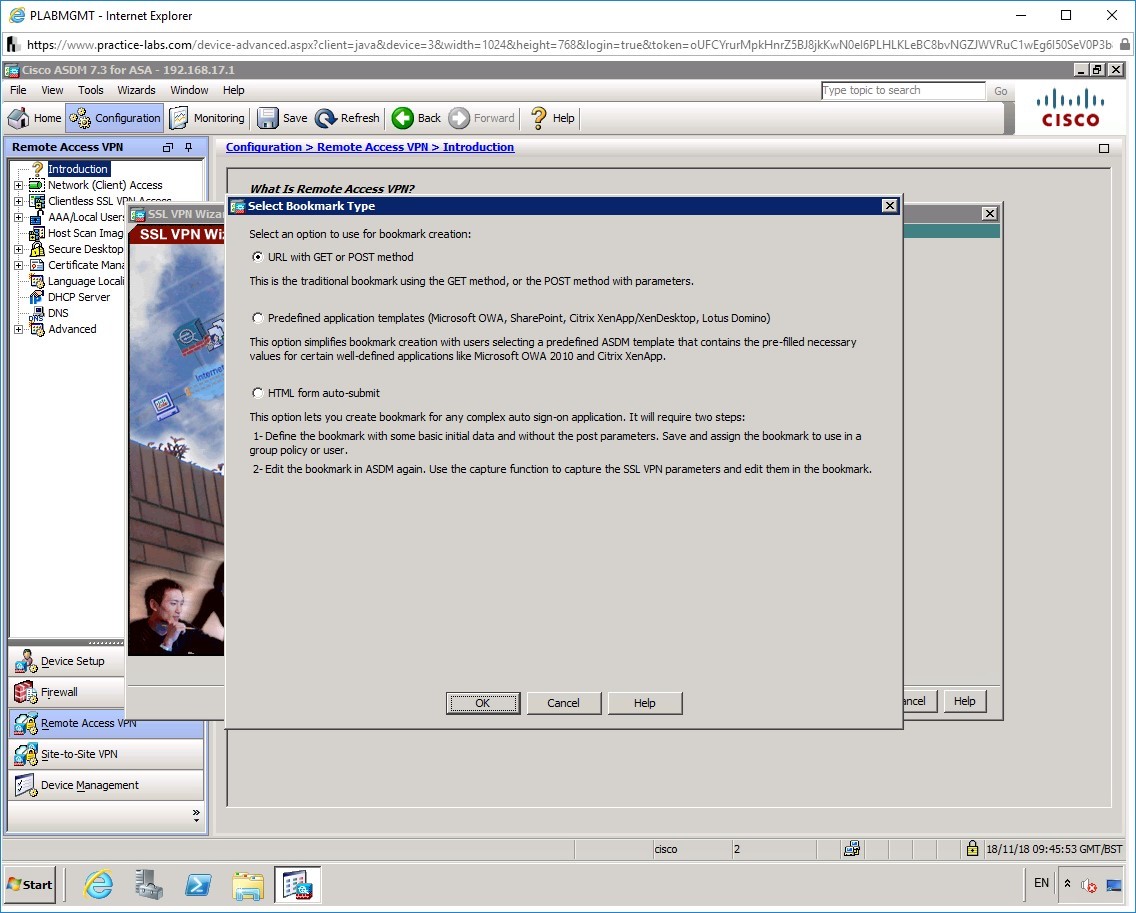 PLABMGMT - Internet Explorer
https://www.practice-labs.com/device-advanced.aspx?client=java&device=3&width=1024&height=768&login=true&token=oUFCYrurMpkHnrZ5BJ8jkKwN0eI6PLHLKLeBC8bvNGZJWVRuC1wEg6I50SeV0P3b
Cisco ASDM 7.3 for ASA - 192.168.17.1
File View Tools Wizards Window Help
Type topic to search Go
Home Configuration Monitoring Save Refresh Back Forward Help
CISCO
Remote Access VPN
Configuration > Remote Access VPN > Introduction
Introduction
Network (Client) Access
Clientless SSL VPN Access
AAA/Local Users
Host Scan Imag
Secure Desktop
Certificate Mana
Language Locali
DHCP Server
DNS
Advanced
What Is Remote Access VPN?
SSL VPN Wizar
SSL VPN Wi
Internet
Select Bookmark Type
Select an option to use for bookmark creation:
URL with GET or POST method
This is the traditional bookmark using the GET method, or the POST method with parameters.
Predefined application templates (Microsoft OWA, SharePoint, Citrix XenApp/XenDesktop, Lotus Domino)
This option simplifies bookmark creation with users selecting a predefined ASDM template that contains the pre-filled necessary
values for certain well-defined applications like Microsoft OWA 2010 and Citrix XenApp.
HTML form auto-submit
This option lets you create bookmark for any complex auto sign-on application. It will require two steps:
1- Define the bookmark with some basic initial data and without the post parameters. Save and assign the bookmark to use in a
group policy or user.
2- Edit the bookmark in ASDM again. Use the capture function to capture the SSL VPN parameters and edit them in the bookmark.
OK Cancel Help
ancel Help
Device Setup
Firewall
Remote Access VPN
Site-to-Site VPN
Device Management
cisco 2 18/11/18 09:45:53 GMT/BST
Start
EN